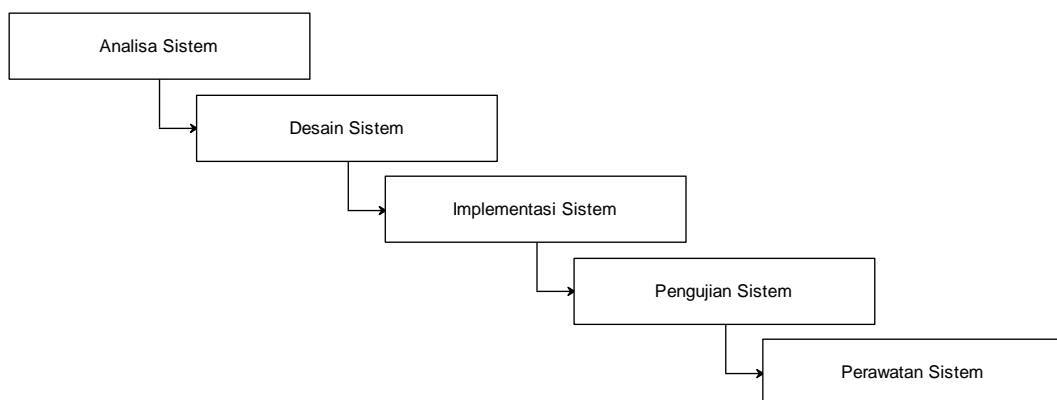 Analisa Sistem
Desain Sistem
Implementasi Sistem
Pengujian Sistem
Perawatan Sistem